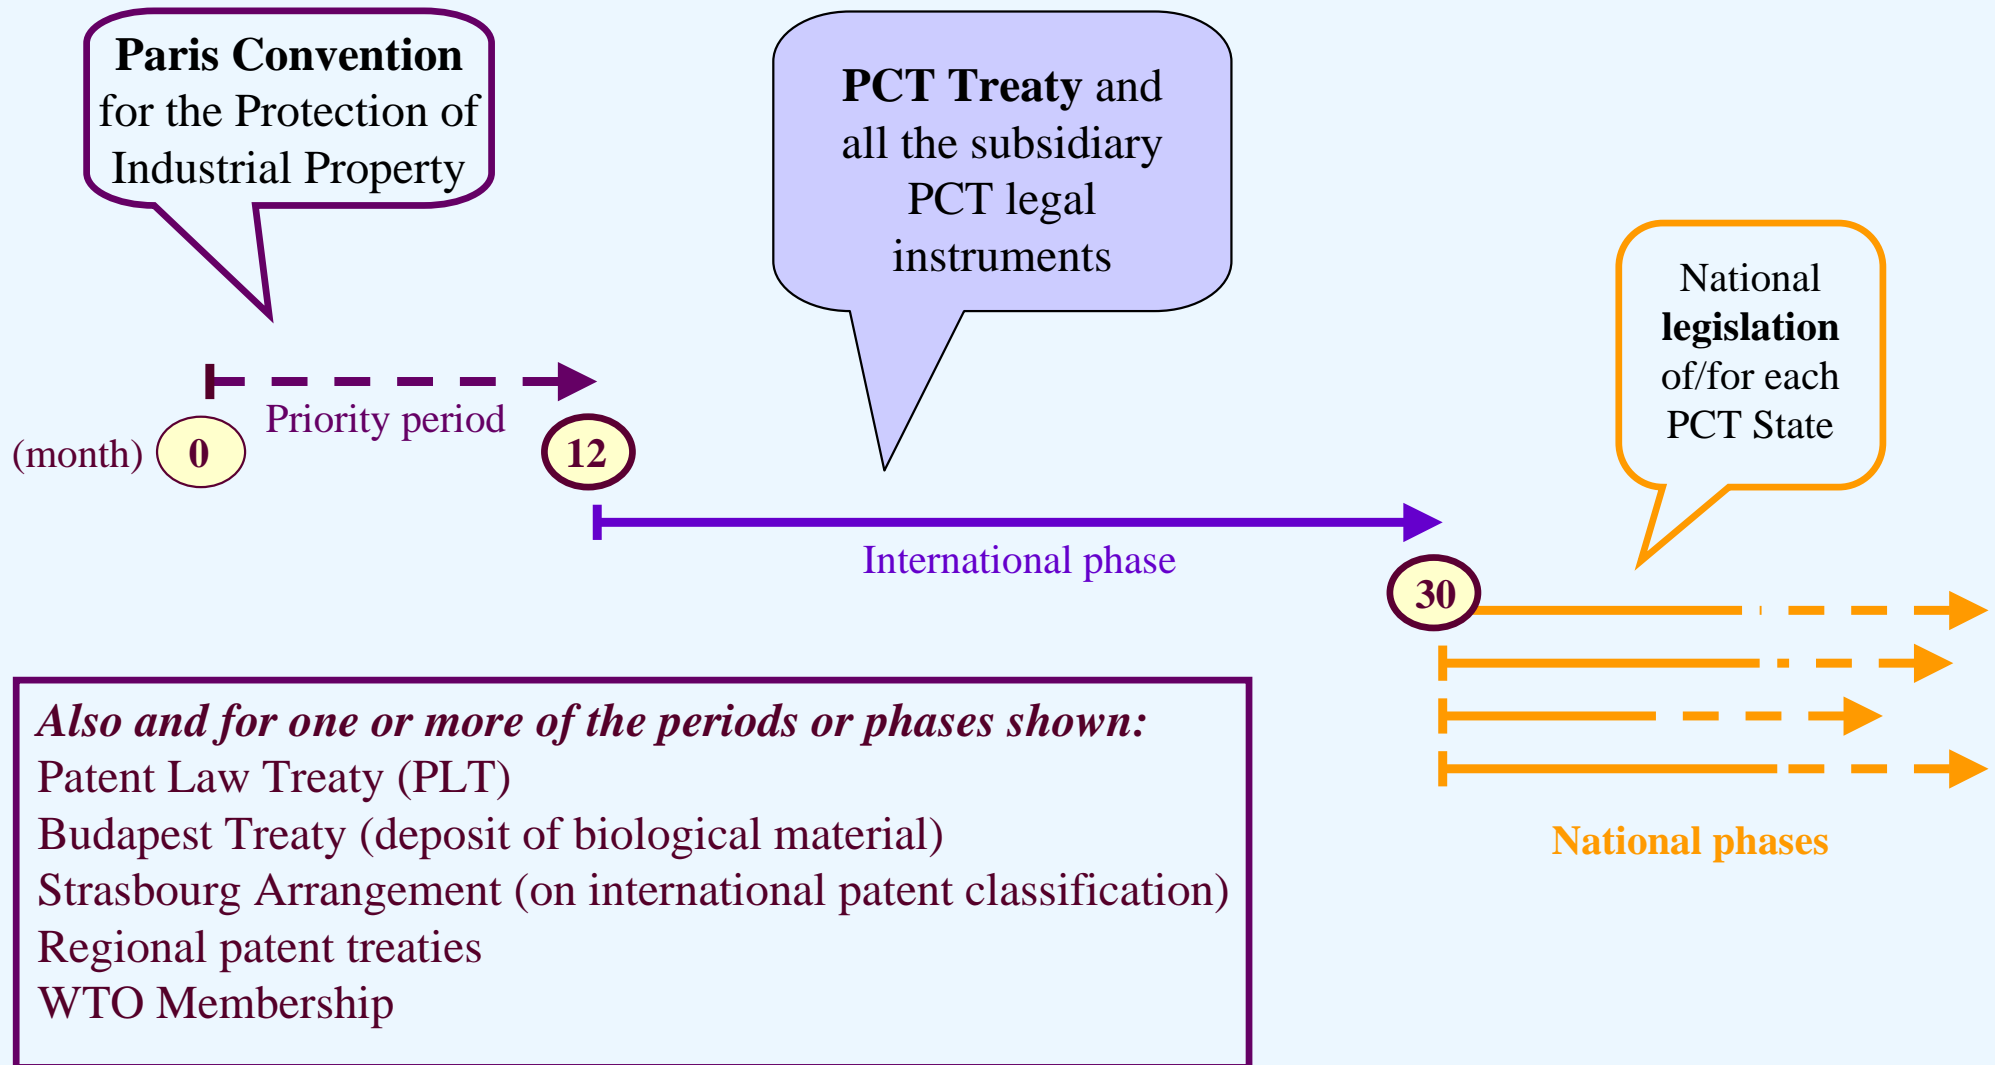 Paris Convention
for the Protection of
Industrial Property
PCT Treaty and
all the subsidiary
PCT legal
instruments
National
legislation
of/for each
PCT State
Priority period
(month) 0 12
International phase
30
National phases
Also and for one or more of the periods or phases shown:
Patent Law Treaty (PLT)
Budapest Treaty (deposit of biological material)
Strasbourg Arrangement (on international patent classification)
Regional patent treaties
WTO Membership